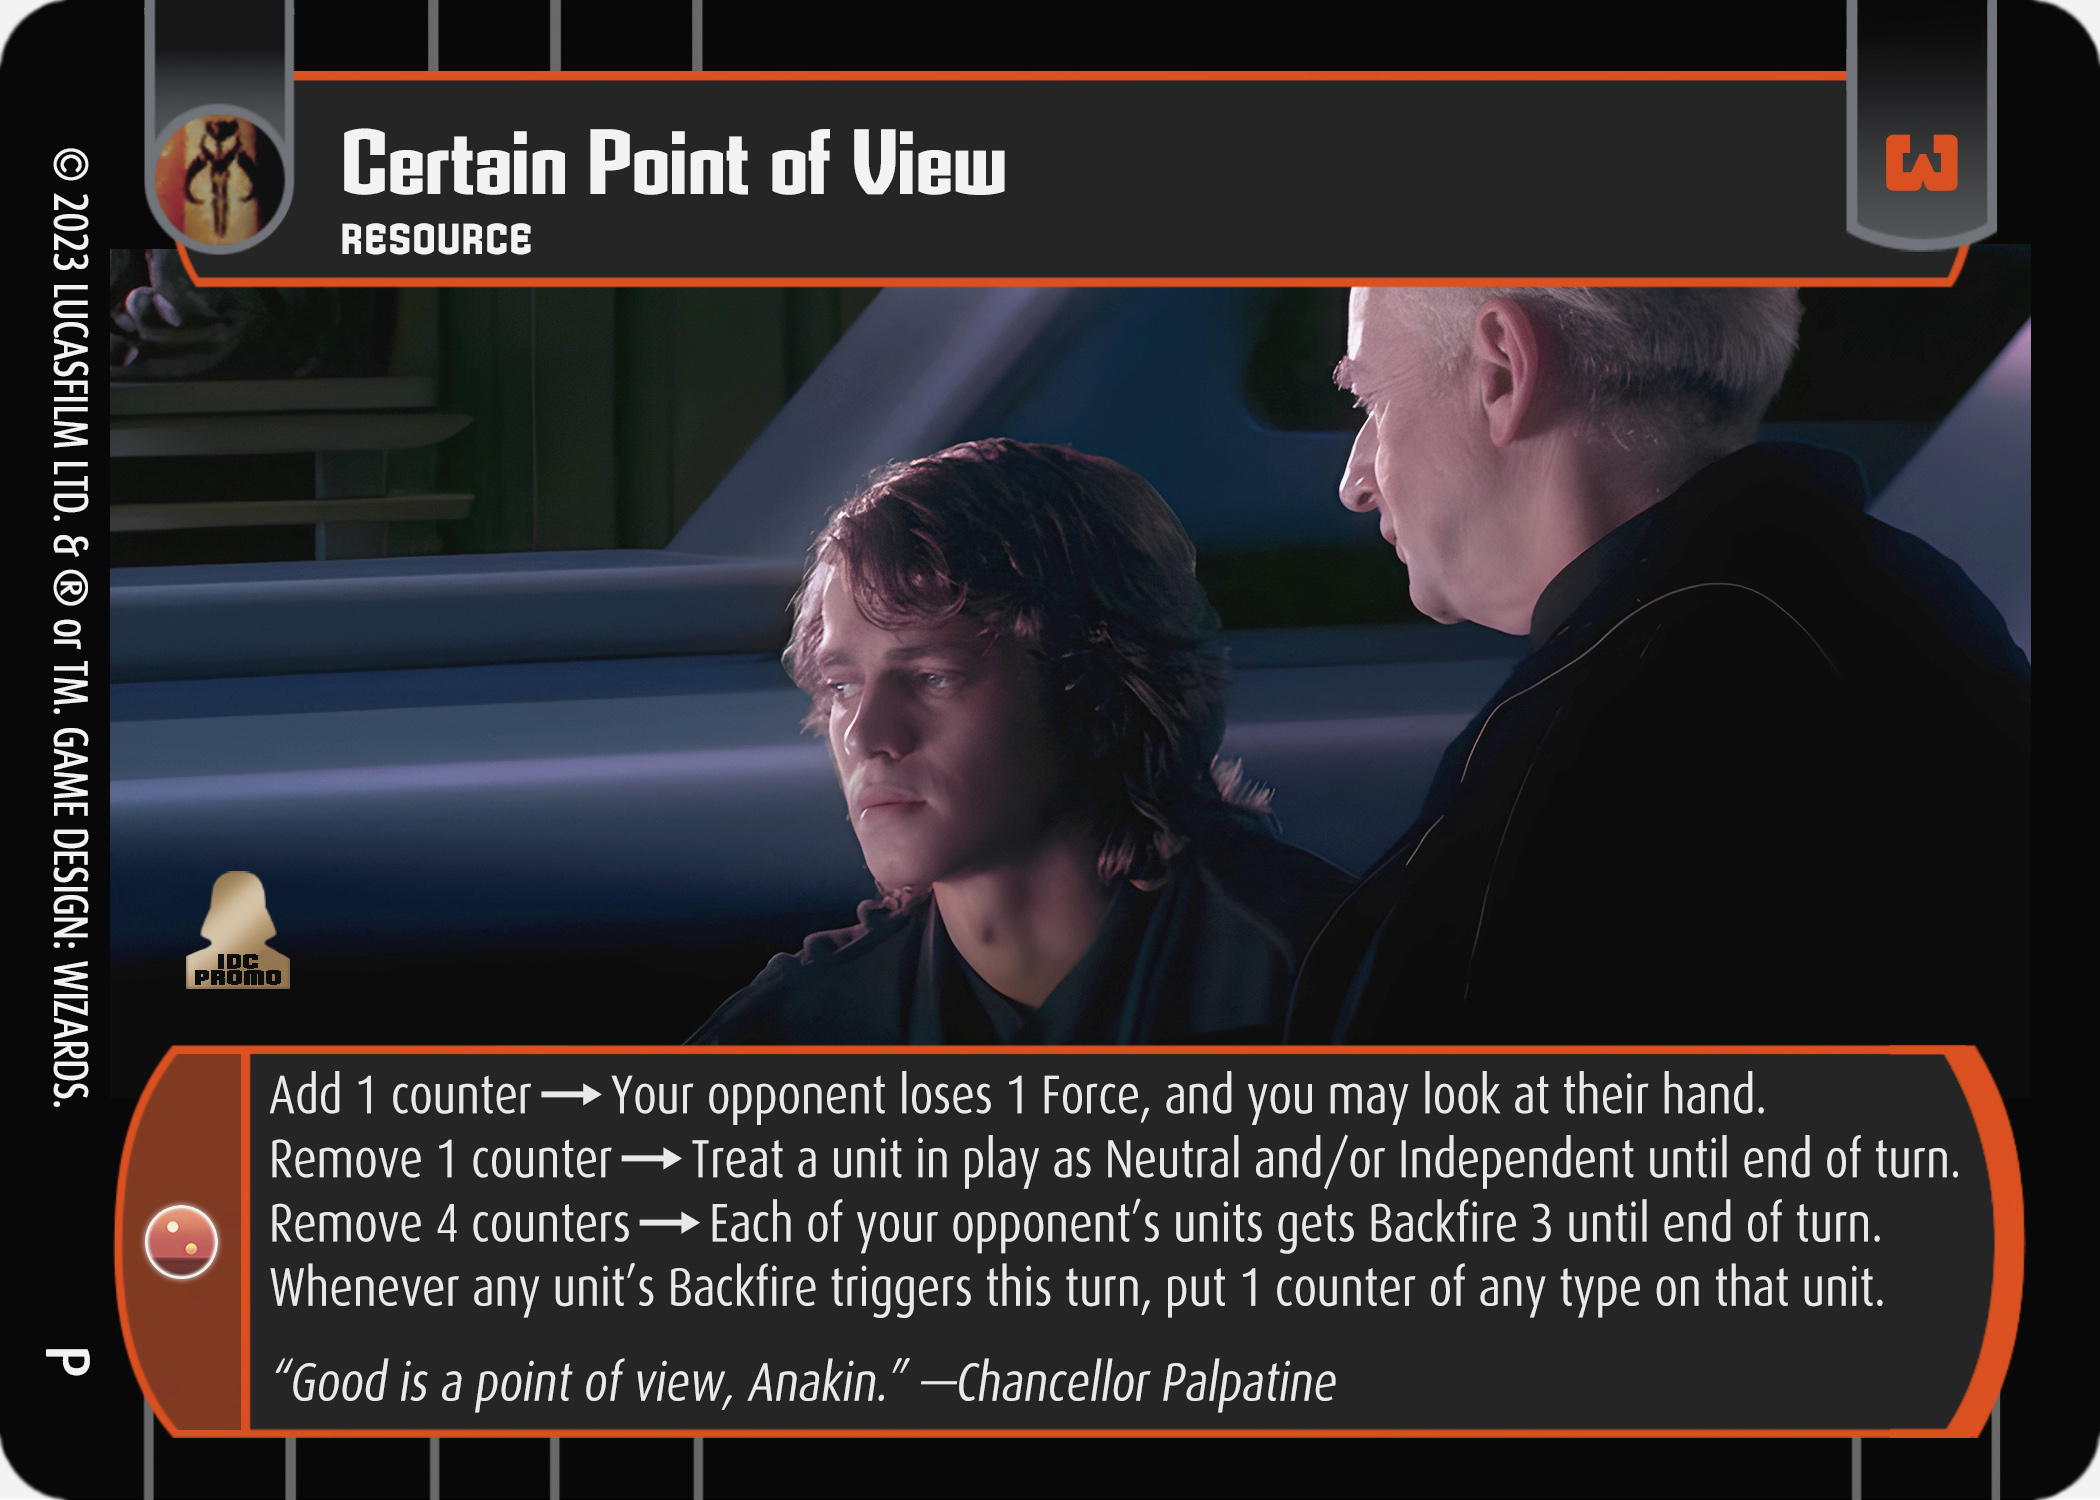 Certain Point of View
RESOURCE
3
© 2023 LUCASFILM LTD. & ® or TM. GAME DESIGN: WIZARDS.
P
IDC
PROMO
Add 1 counter → Your opponent loses 1 Force, and you may look at their hand.
Remove 1 counter → Treat a unit in play as Neutral and/or Independent until end of turn.
Remove 4 counters → Each of your opponent’s units gets Backfire 3 until end of turn.
Whenever any unit’s Backfire triggers this turn, put 1 counter of any type on that unit.
“Good is a point of view, Anakin.” —Chancellor Palpatine